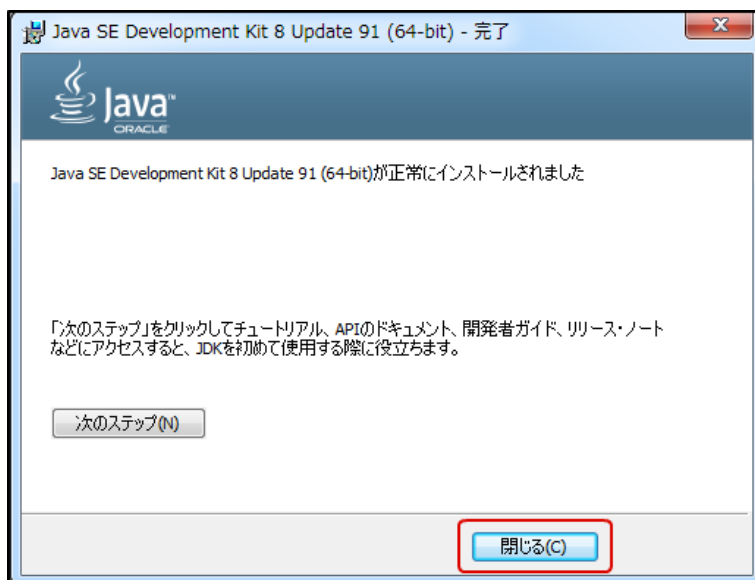 Java SE Development Kit 8 Update 91 (64-bit) - 完了
Java™
ORACLE
Java SE Development Kit 8 Update 91 (64-bit)が正常にインストールされました
「次のステップ」をクリックしてチュートリアル、APIのドキュメント、開発者ガイド、リリース・ノート
などにアクセスすると、JDKを初めて使用する際に役立ちます。
次のステップ(N)
閉じる(C)